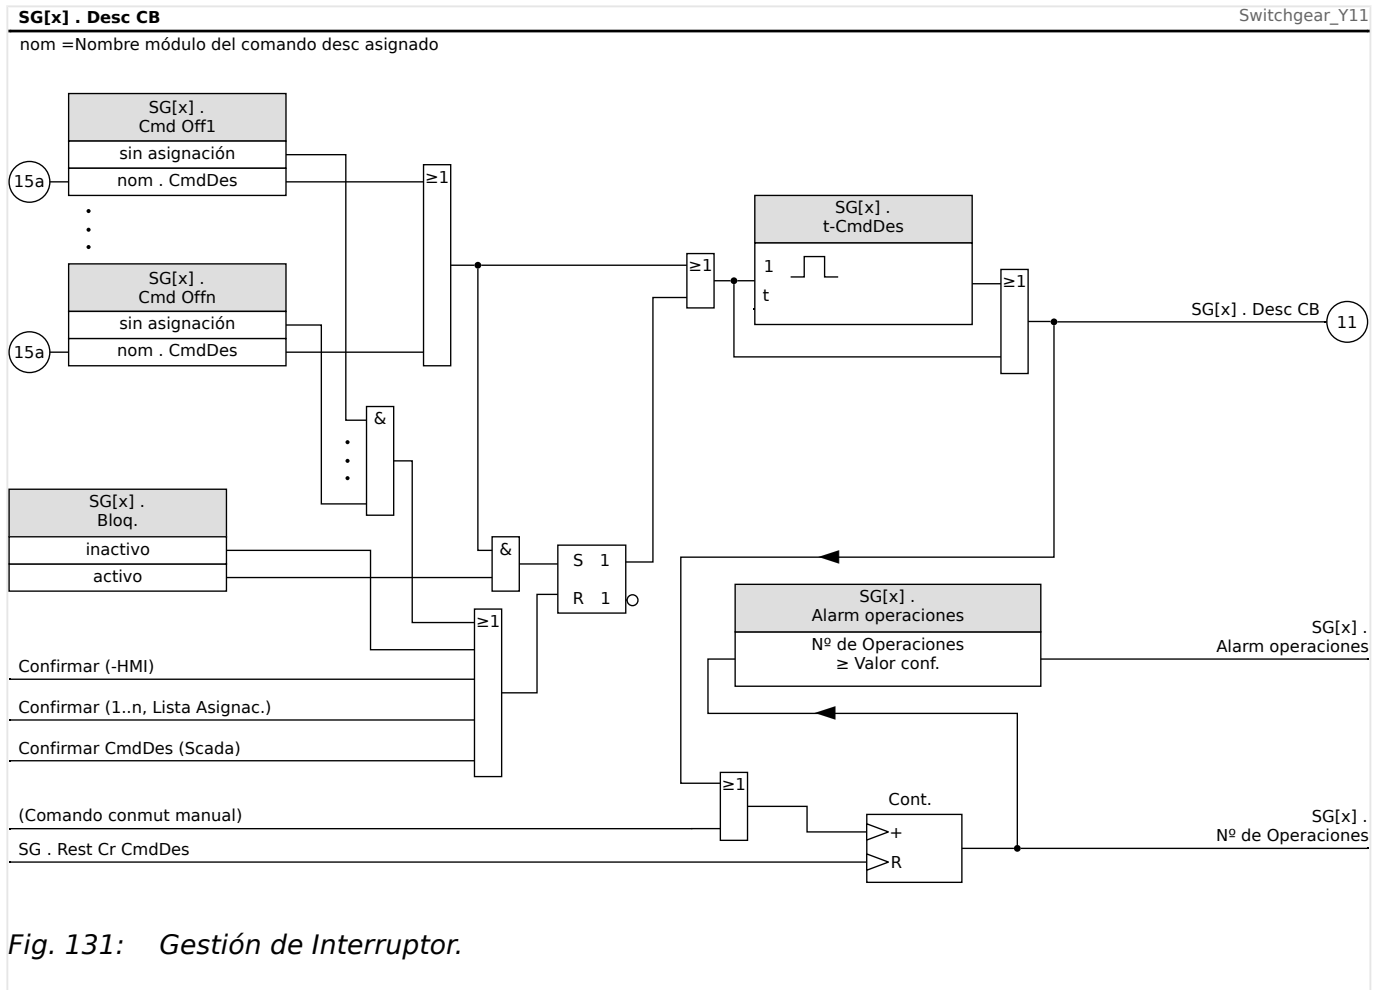 SG[x] . Desc CB
Switchgear_Y11
nom =Nombre módulo del comando desc asignado
SG[x] .
Cmd Off1
sin asignación
15a
nom . CmdDes
≥1
SG[x] .
t-CmdDes
1
t
SG[x] .
Cmd Offn
sin asignación
15a
nom . CmdDes
≥1
≥1
SG[x] . Desc CB
11
&
SG[x] .
Bloq.
inactivo
activo
&
S 1
R 1
≥1
SG[x] .
Alarm operaciones
Nº de Operaciones
≥ Valor conf.
SG[x] .
Alarm operaciones
Confirmar (-HMI)
Confirmar (1..n, Lista Asignac.)
Confirmar CmdDes (Scada)
(Comando conmut manual)
SG . Rest Cr CmdDes
≥1
Cont.
+
R
SG[x] .
Nº de Operaciones
Fig. 131: Gestión de Interruptor.